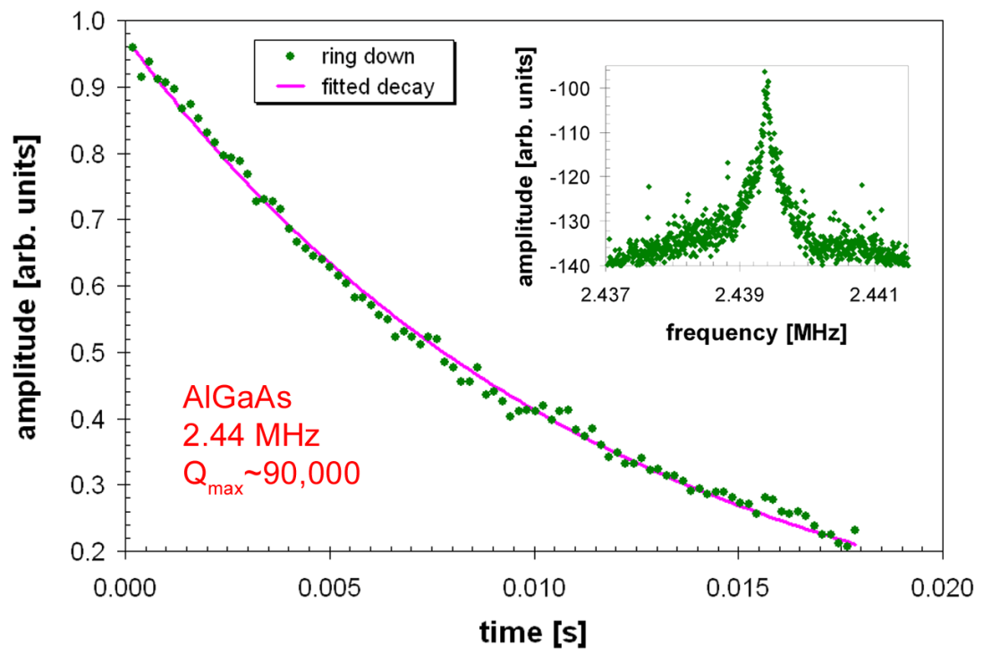 1.0
0.9
0.8
0.7
0.6
0.5
0.4
0.3
0.2
amplitude [arb. units]
0.000 0.005 0.010 0.015 0.020
time [s]
ring down
fitted decay
AlGaAs
2.44 MHz
Qmax~90,000
amplitude [arb. units]
-100
-110
-120
-130
-140
2.437 2.439 2.441
frequency [MHz]